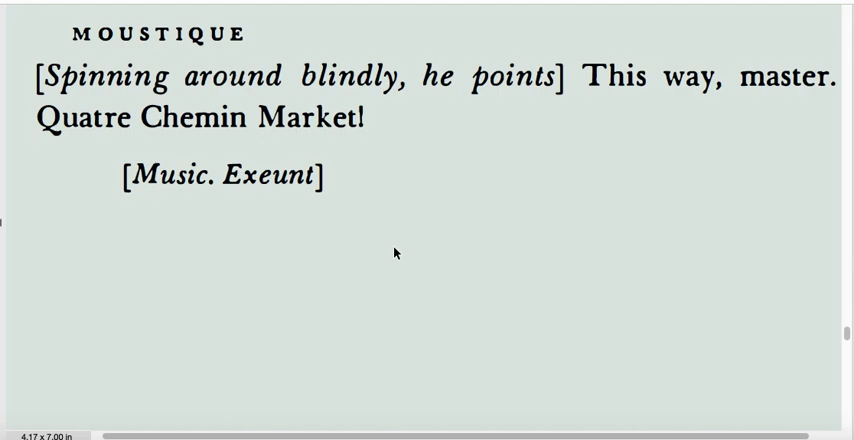 MOUSTIQUE
[Spinning around blindly, he points] This way, master.
Quatre Chemin Market!
[Music. Exeunt]
4.17 x 7.00 in